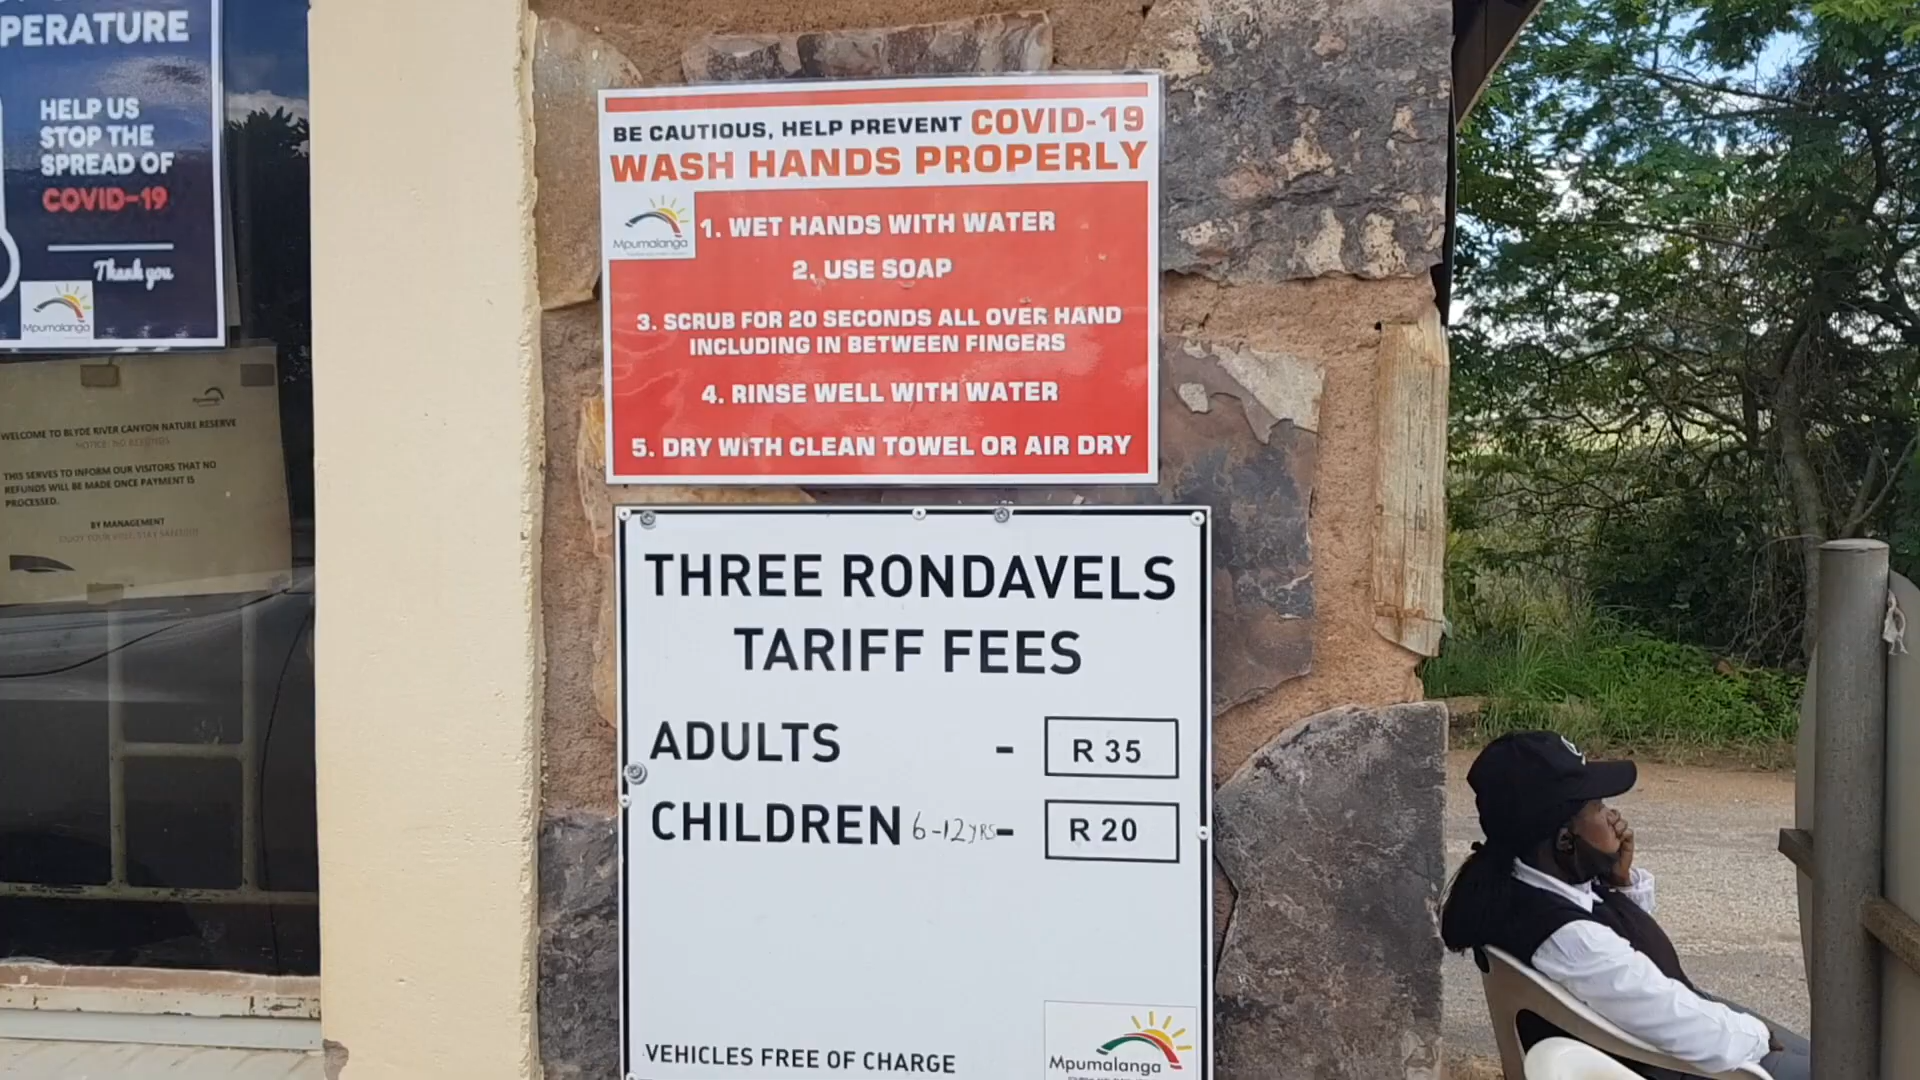 PERATURE
HELP US
STOP THE
SPREAD OF
COVID-19
Thank you
Mpumalanga
WELCOME TO BLYDE RIVER CANYON NATURE RESERVE
NOTICE: NO REFUNDS
THIS SERVES TO INFORM OUR VISITORS THAT NO
REFUNDS WILL BE MADE ONCE PAYMENT IS
PROCESSED.
BY MANAGEMENT
BE CAUTIOUS, HELP PREVENT COVID-19
WASH HANDS PROPERLY
Mpumalanga
1. WET HANDS WITH WATER
2. USE SOAP
3. SCRUB FOR 20 SECONDS ALL OVER HAND
INCLUDING IN BETWEEN FINGERS
4. RINSE WELL WITH WATER
5. DRY WITH CLEAN TOWEL OR AIR DRY
THREE RONDAVELS
TARIFF FEES
ADULTS - R 35
CHILDREN 6-12YRS - R 20
VEHICLES FREE OF CHARGE
Mpumalanga